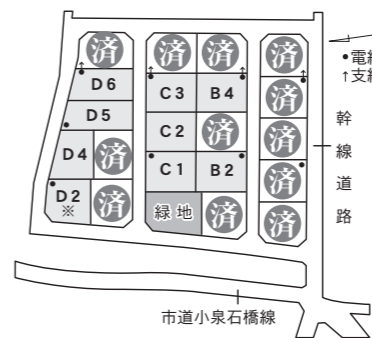 済 済 済 済
D6 C3 B4 済
D5 C2 済 済
D4 済 C1 B2 済
D2 済 緑地 済 済
※
•電
↑支
幹線道路
市道小泉石橋線